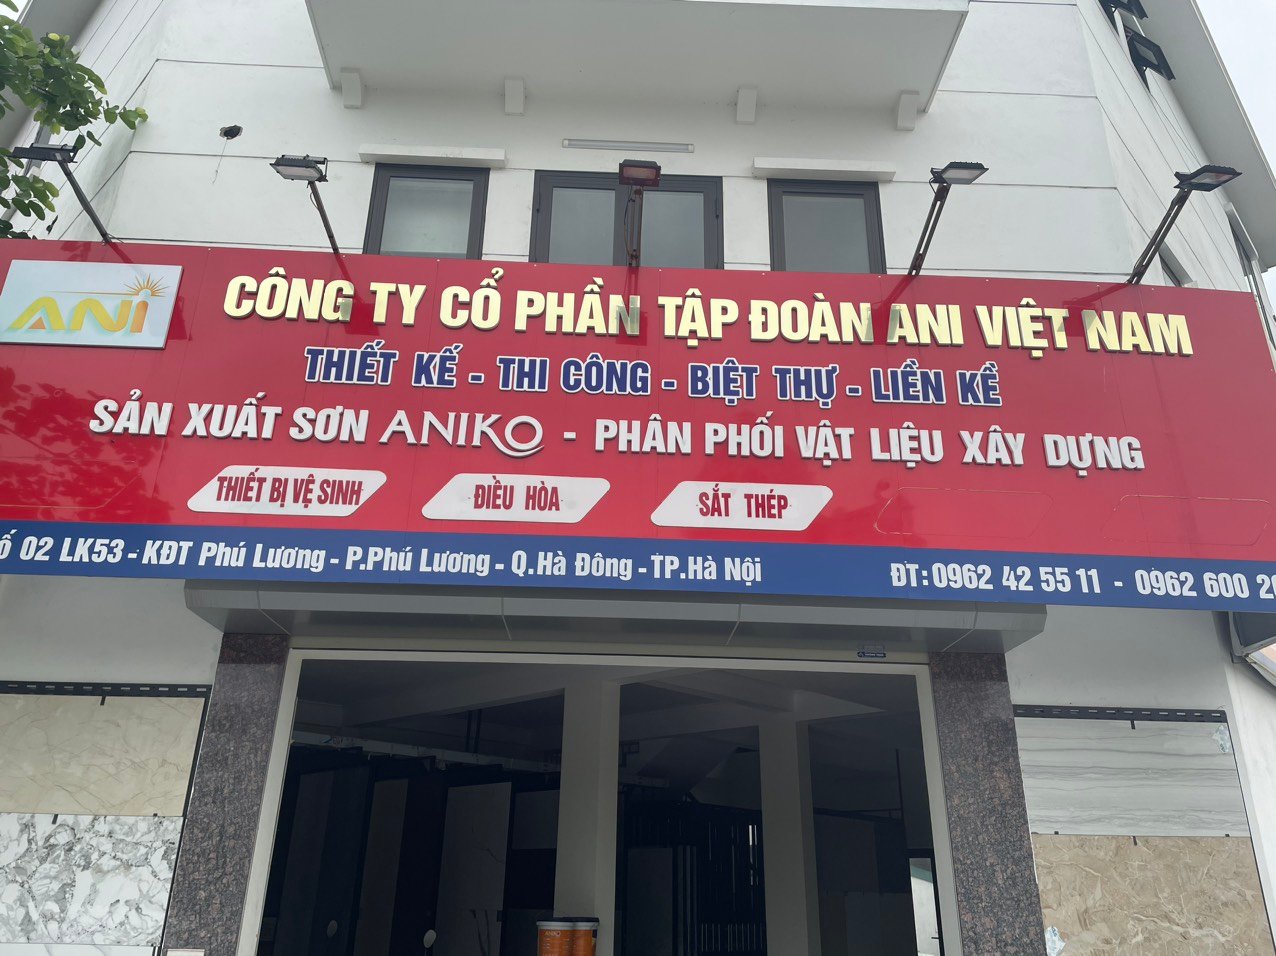 ANI
CÔNG TY CỔ PHẦN TẬP ĐOÀN ANI VIỆT NAM
THIẾT KẾ - THI CÔNG - BIỆT THỰ - LIỀN KỀ
SẢN XUẤT SƠN ANIKO - PHÂN PHỐI VẬT LIỆU XÂY DỰNG
THIẾT BỊ VỆ SINH ĐIỀU HÒA SẮT THÉP
02 LK53 - KĐT Phú Lương - P.Phú Lương - Q.Hà Đông - TP.Hà Nội ĐT: 0962 42 55 11 - 0962 600
ANIKO